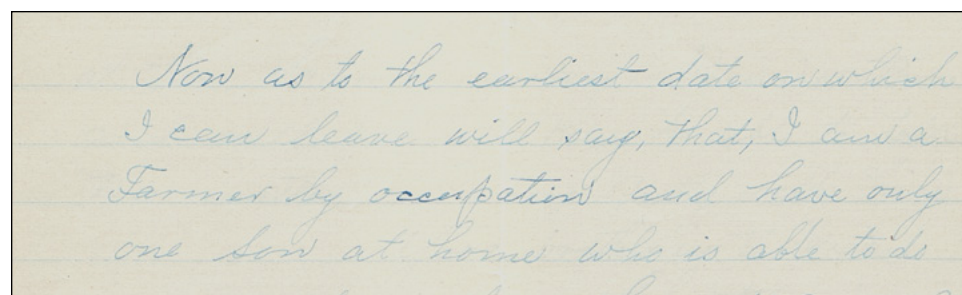 Now as to the earliest date on which
I can leave will say, that, I am a
Farmer by occupation and have only
one son at home who is able to do